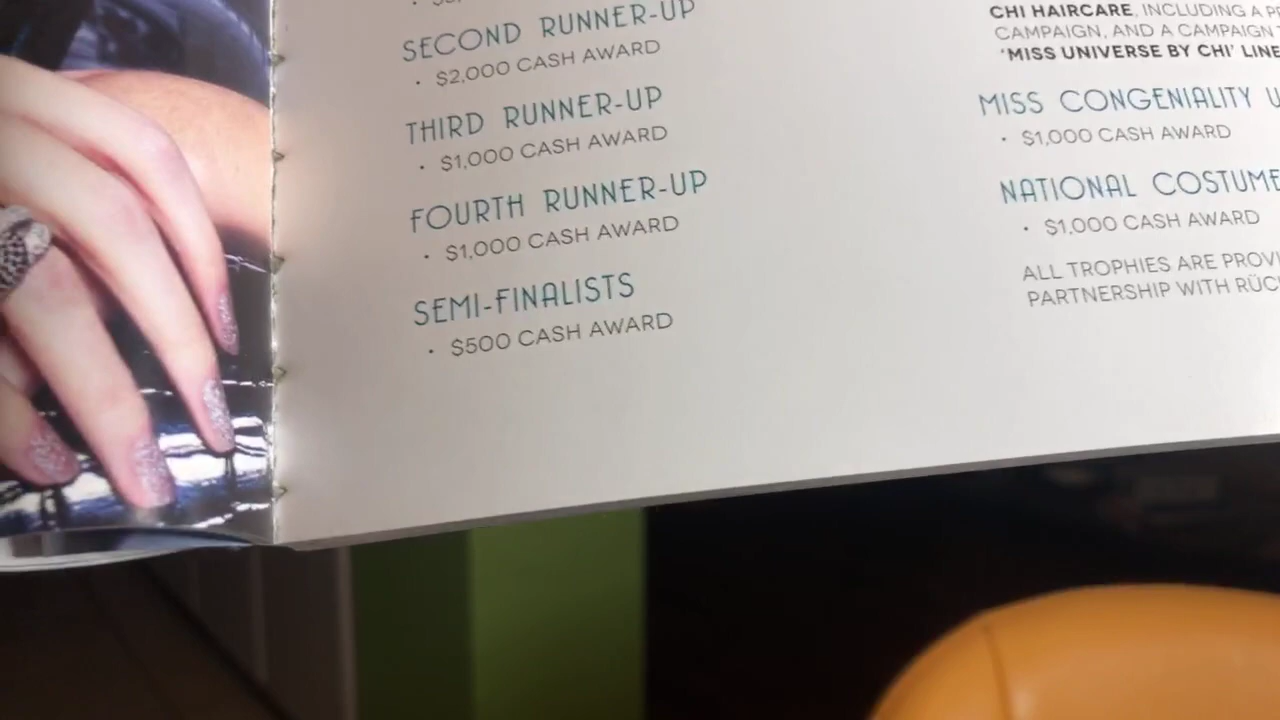 SECOND RUNNER-UP
• $2,000 CASH AWARD
THIRD RUNNER-UP
• $1,000 CASH AWARD
FOURTH RUNNER-UP
• $1,000 CASH AWARD
SEMI-FINALISTS
• $500 CASH AWARD
CHI HAIRCARE, INCLUDING A
CAMPAIGN, AND A CAMPAIGN
'MISS UNIVERSE BY CHI' LINE
MISS CONGENIALITY
• $1,000 CASH AWARD
NATIONAL COSTUME
• $1,000 CASH AWARD
ALL TROPHIES ARE
PARTNERSHIP WITH